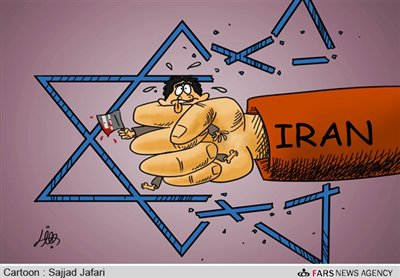 IRAN
Cartoon : Sajjad Jafari
FARS NEWS AGENCY